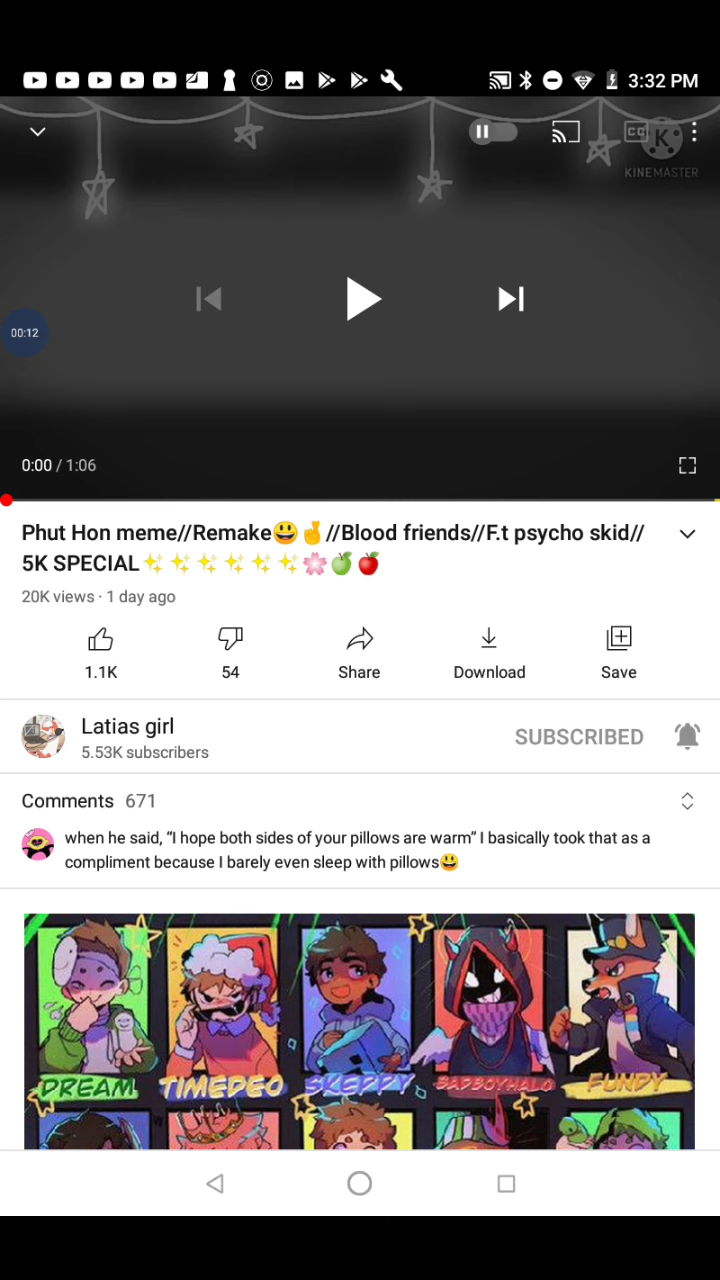 3:32 PM
CC
K
KINEMASTER
00:12
0:00 / 1:06
Phut Hon meme//Remake😃🤞//Blood friends//F.t psycho skid//
5K SPECIAL✨✨✨✨✨✨🌸🍏🍎
20K views · 1 day ago
1.1K
54
Share
Download
Save
Latias girl
5.53K subscribers
SUBSCRIBED
Comments 671
when he said, “I hope both sides of your pillows are warm” I basically took that as a
compliment because I barely even sleep with pillows😃
DREAM
TIMEDEO
SKEPPY
BADBOYHALO
FUNDY